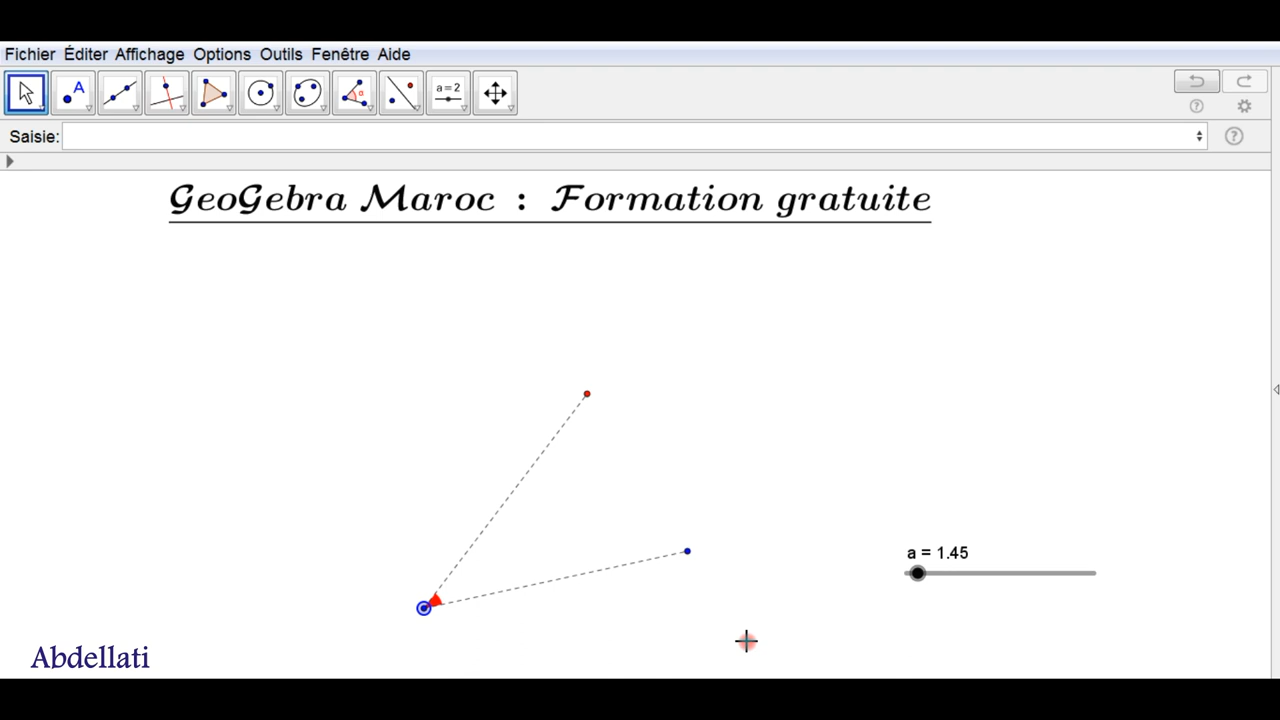 Fichier Éditer Affichage Options Outils Fenêtre Aide
A α a = 2
Saisie:
GeoGebra Maroc : Formation gratuite
a = 1.45
Abdellati